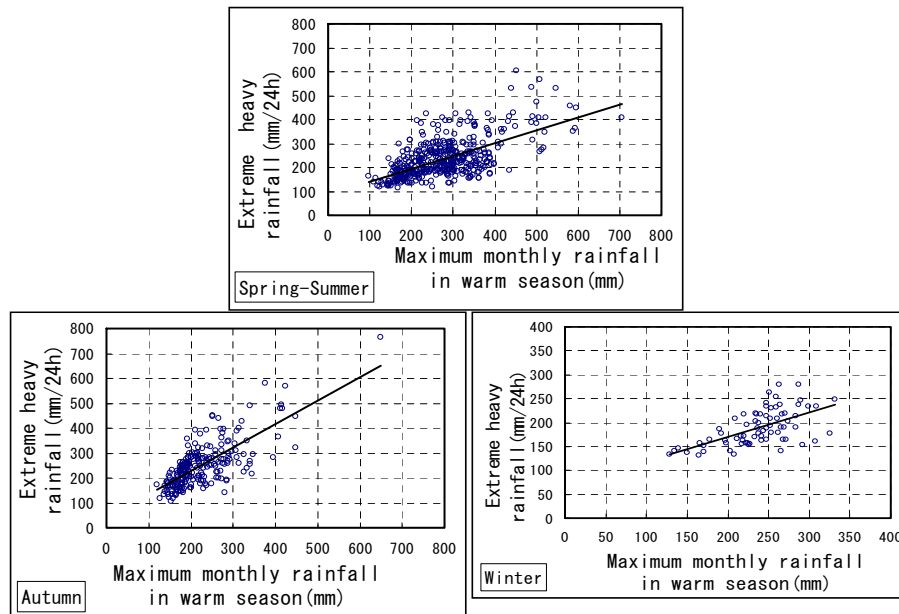 Extreme heavy
rainfall(mm/24h)
800
700
600
500
400
300
200
100
0
0 100 200 300 400 500 600 700 800
Maximum monthly rainfall
in warm season(mm)
Spring-Summer
Extreme heavy
rainfall(mm/24h)
800
700
600
500
400
300
200
100
0
0 100 200 300 400 500 600 700 800
Maximum monthly rainfall
in warm season(mm)
Autumn
Extreme heavy
rainfall(mm/24h)
400
350
300
250
200
150
100
50
0
0 50 100 150 200 250 300 350 400
Maximum monthly rainfall
in warm season(mm)
Winter